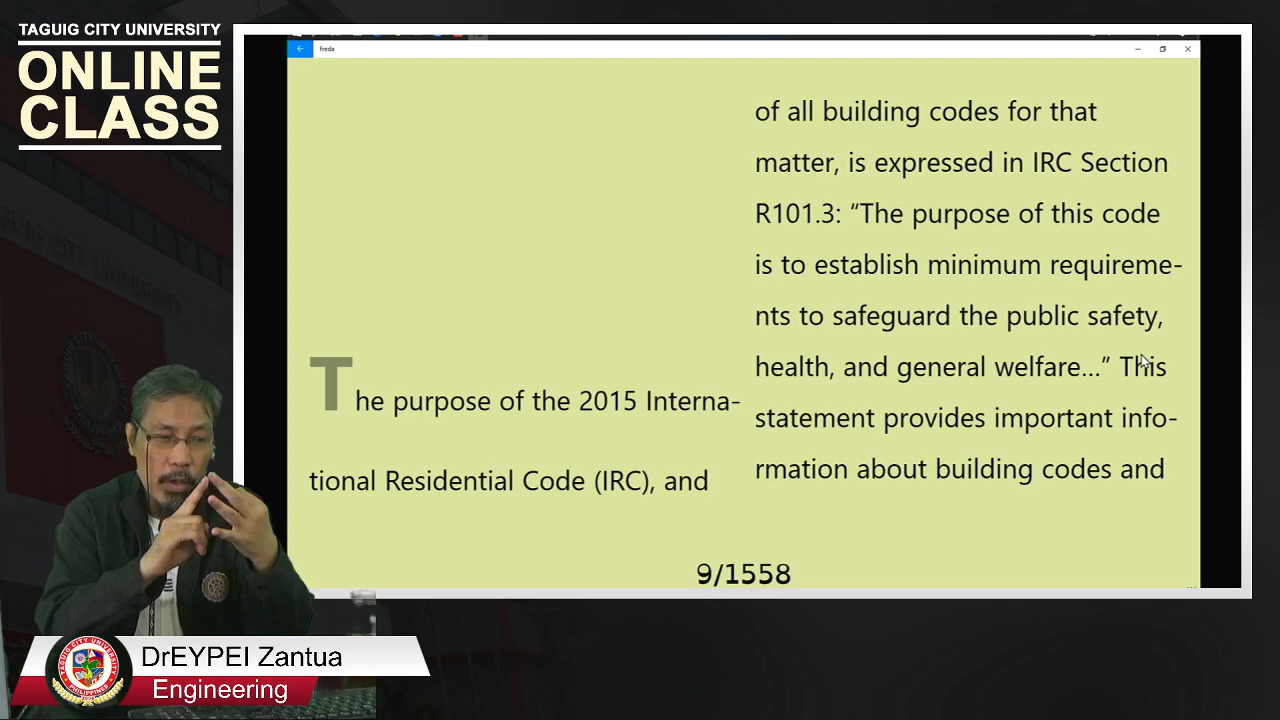 TAGUIG CITY UNIVERSITY
ONLINE
CLASS
freda
The purpose of the 2015 Interna-
tional Residential Code (IRC), and
of all building codes for that
matter, is expressed in IRC Section
R101.3: “The purpose of this code
is to establish minimum requireme-
nts to safeguard the public safety,
health, and general welfare...” This
statement provides important info-
rmation about building codes and
9/1558
DrEYPEI Zantua
Engineering